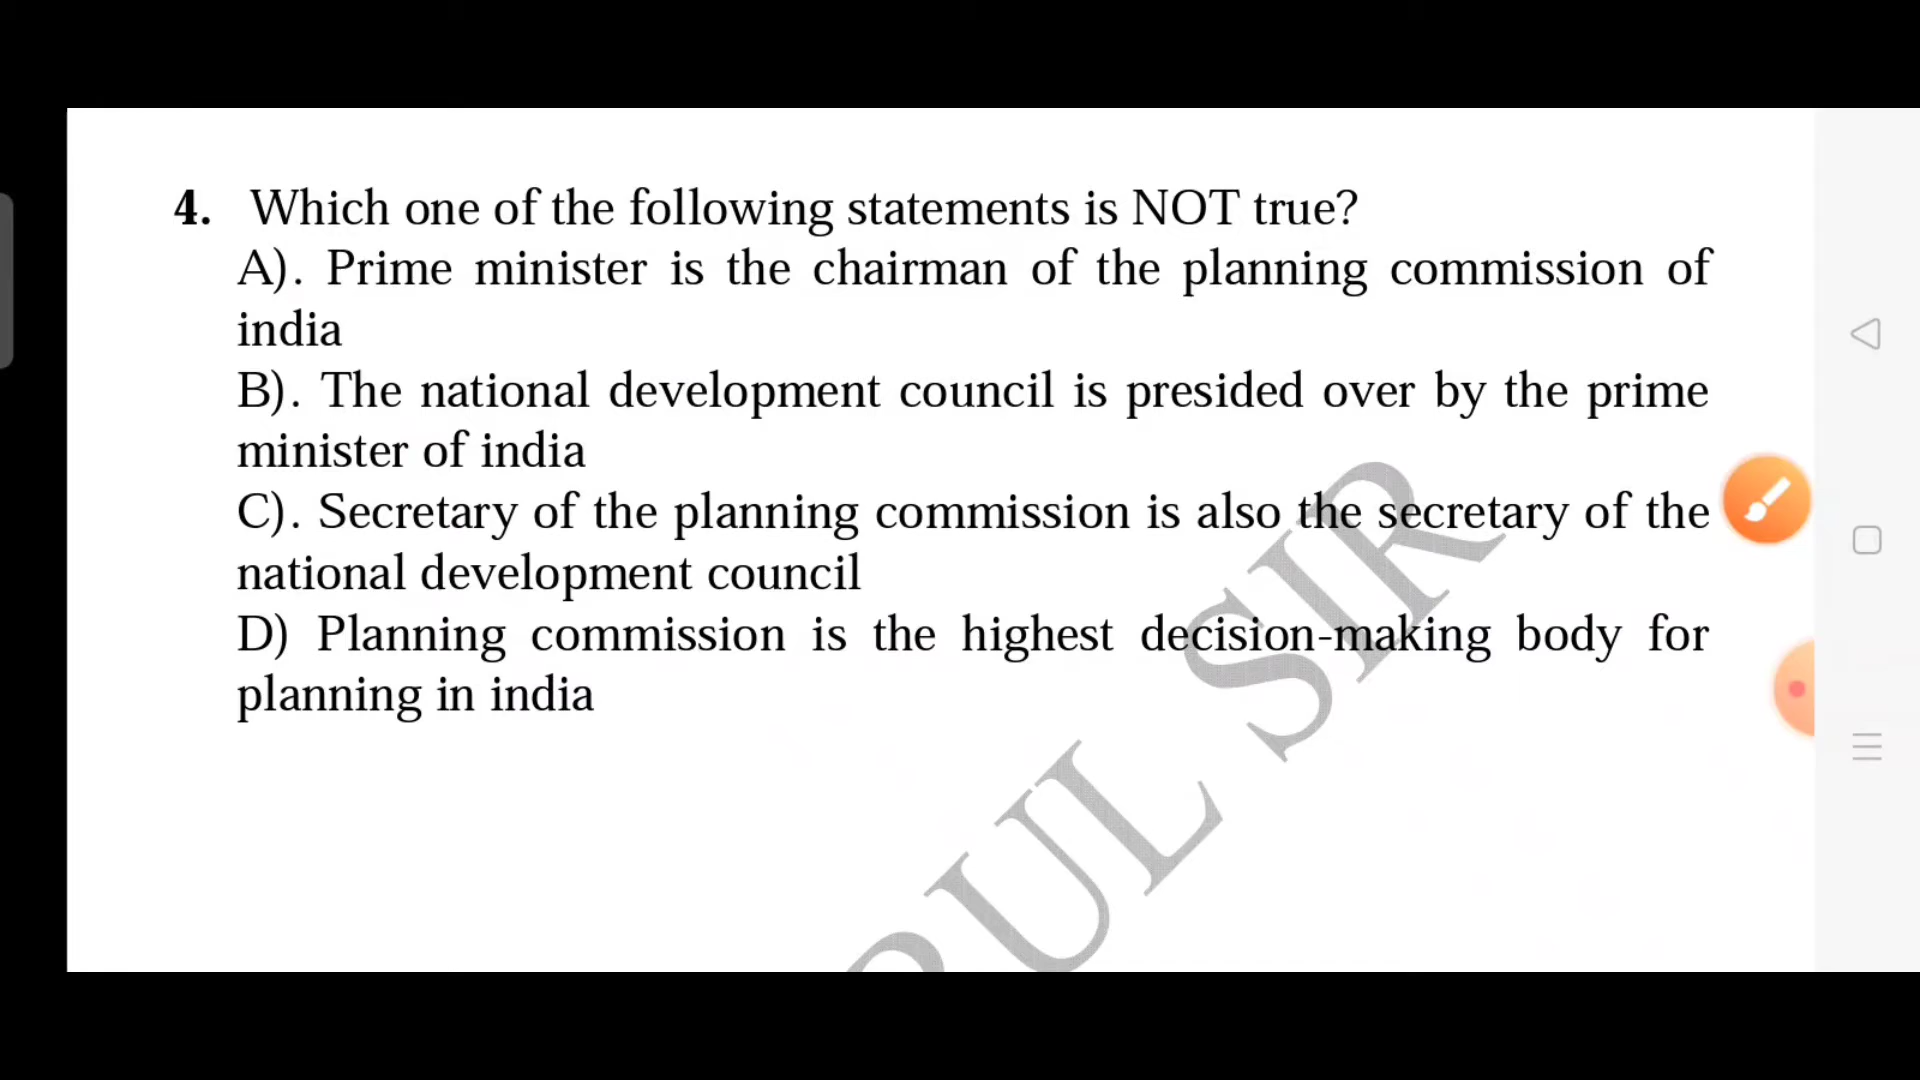 4. Which one of the following statements is NOT true?
A). Prime minister is the chairman of the planning commission of
india
B). The national development council is presided over by the prime
minister of india
C). Secretary of the planning commission is also the secretary of the
national development council
D) Planning commission is the highest decision-making body for
planning in india
SIR